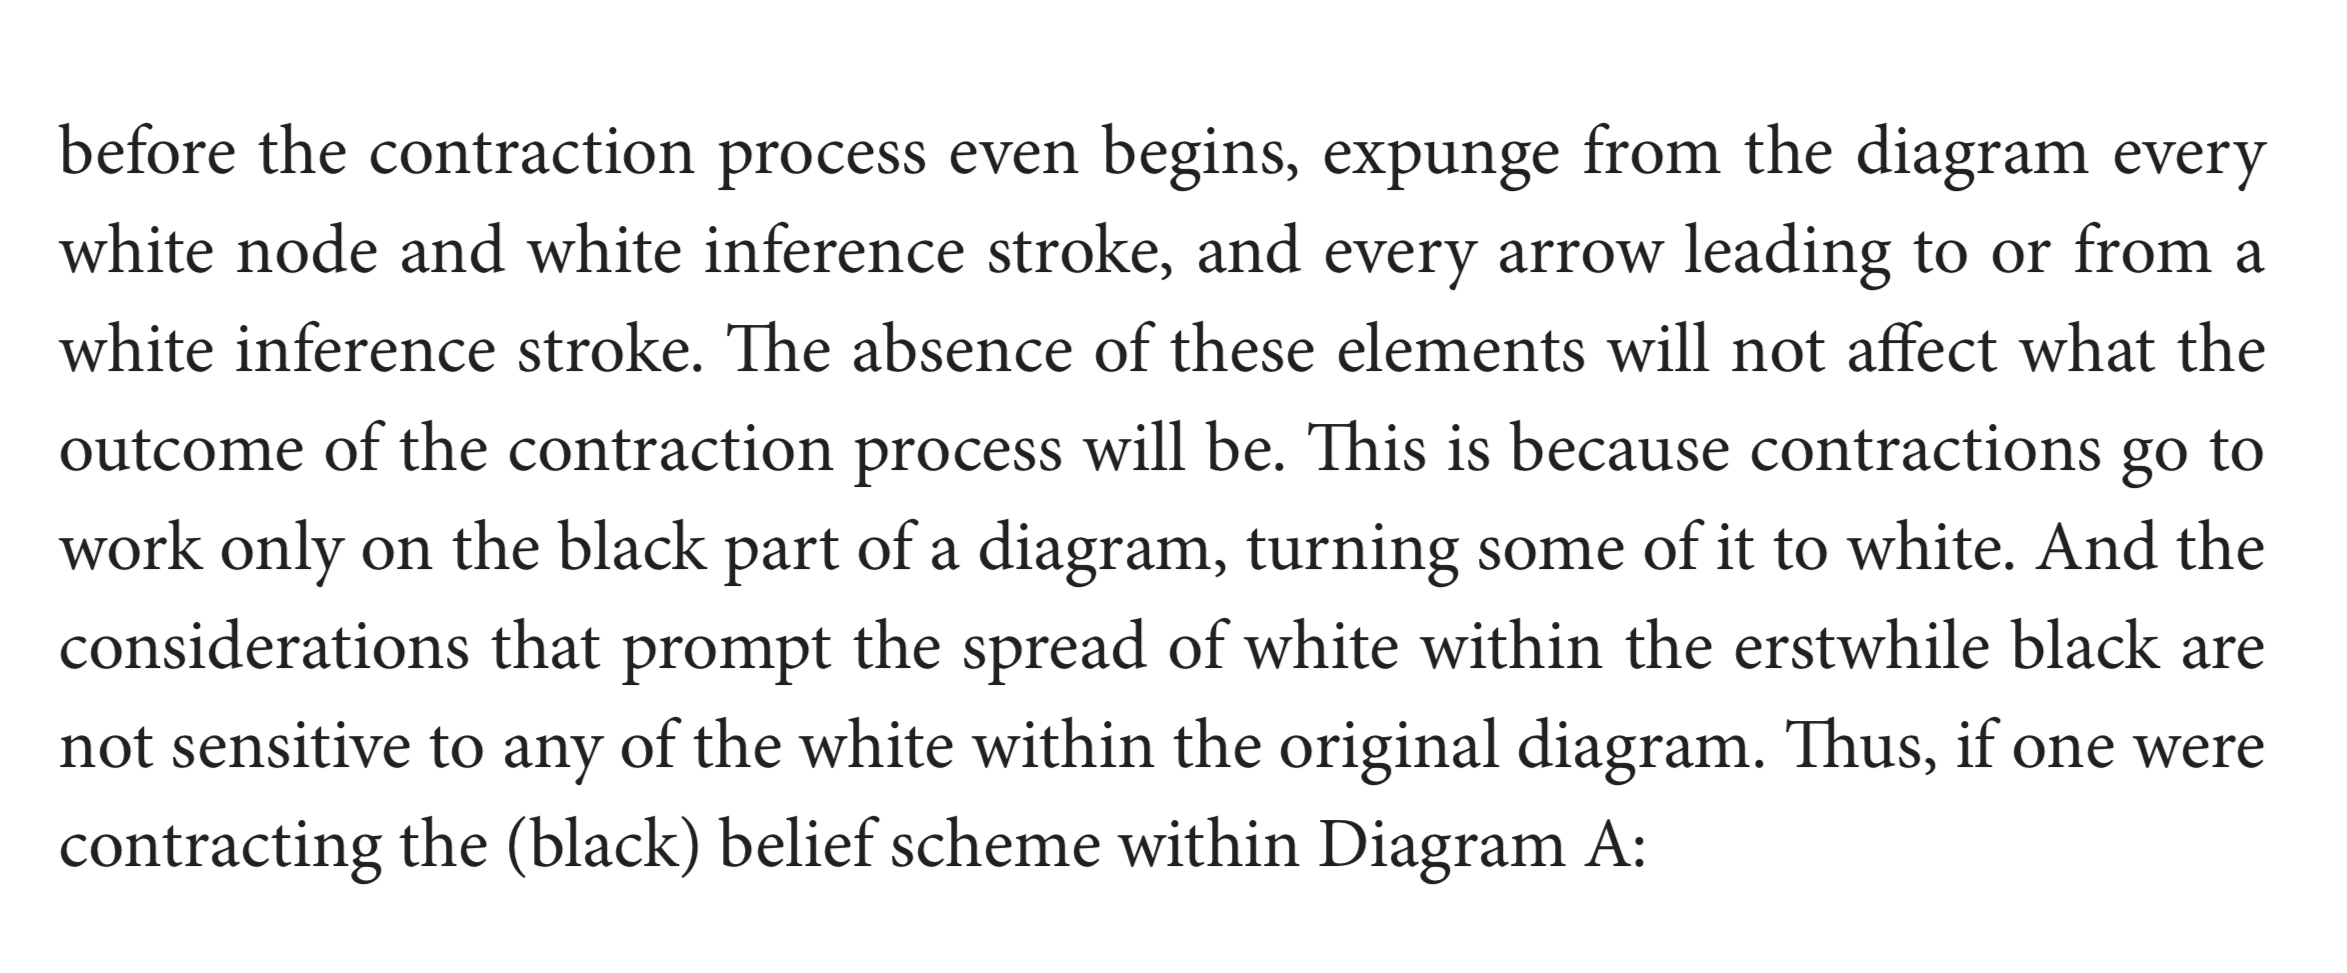 before the contraction process even begins, expunge from the diagram every
white node and white inference stroke, and every arrow leading to or from a
white inference stroke. The absence of these elements will not affect what the
outcome of the contraction process will be. This is because contractions go to
work only on the black part of a diagram, turning some of it to white. And the
considerations that prompt the spread of white within the erstwhile black are
not sensitive to any of the white within the original diagram. Thus, if one were
contracting the (black) belief scheme within Diagram A: